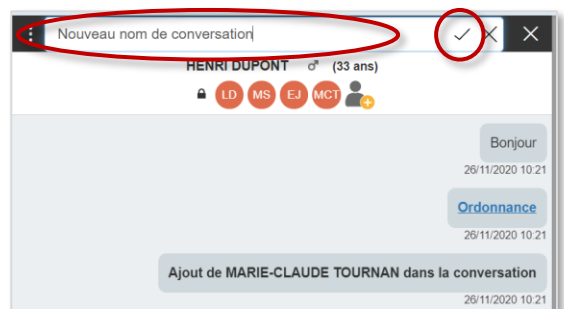 Nouveau nom de conversation
HENRI DUPONT ♂ (33 ans)
LD MS EJ MCT
Bonjour
26/11/2020 10:21
Ordonnance
26/11/2020 10:21
Ajout de MARIE-CLAUDE TOURNAN dans la conversation
26/11/2020 10:21